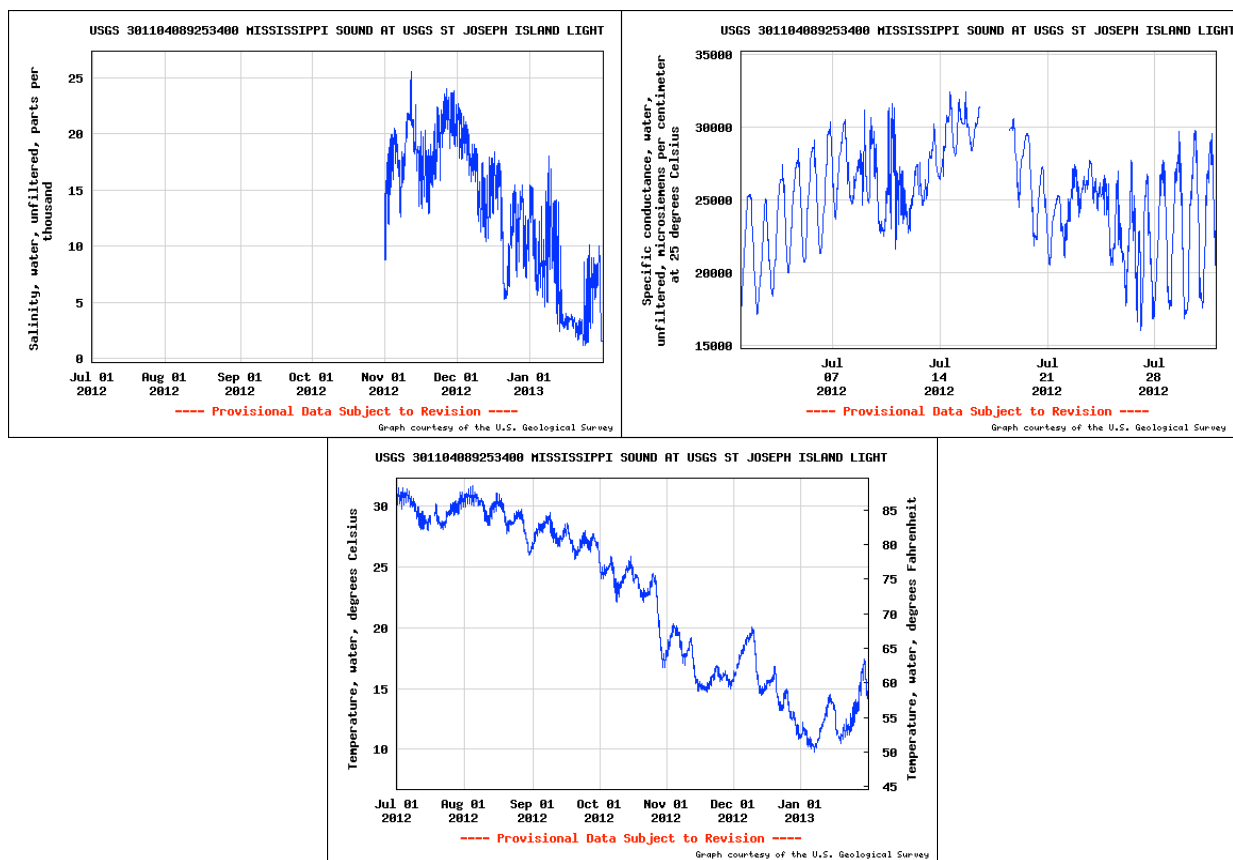 USGS 301104089253400 MISSISSIPPI SOUND AT USGS ST JOSEPH ISLAND LIGHT
Salinity, water, unfiltered, parts per
thousand
25
20
15
10
5
0
Jul 01 Aug 01 Sep 01 Oct 01 Nov 01 Dec 01 Jan 01
2012 2012 2012 2012 2012 2012 2013
---- Provisional Data Subject to Revision ----
Graph courtesy of the U.S. Geological Survey
USGS 301104089253400 MISSISSIPPI SOUND AT USGS ST JOSEPH ISLAND LIGHT
Specific conductance, water,
unfiltered, microsiemens per centimeter
at 25 degrees Celsius
35000
30000
25000
20000
15000
Jul Jul Jul Jul
07 14 21 28
2012 2012 2012 2012
---- Provisional Data Subject to Revision ----
Graph courtesy of the U.S. Geological Survey
USGS 301104089253400 MISSISSIPPI SOUND AT USGS ST JOSEPH ISLAND LIGHT
Temperature, water, degrees Celsius
30
25
20
15
10
Temperature, water, degrees Fahrenheit
85
80
75
70
65
60
55
50
45
Jul 01 Aug 01 Sep 01 Oct 01 Nov 01 Dec 01 Jan 01
2012 2012 2012 2012 2012 2012 2013
---- Provisional Data Subject to Revision ----
Graph courtesy of the U.S. Geological Survey